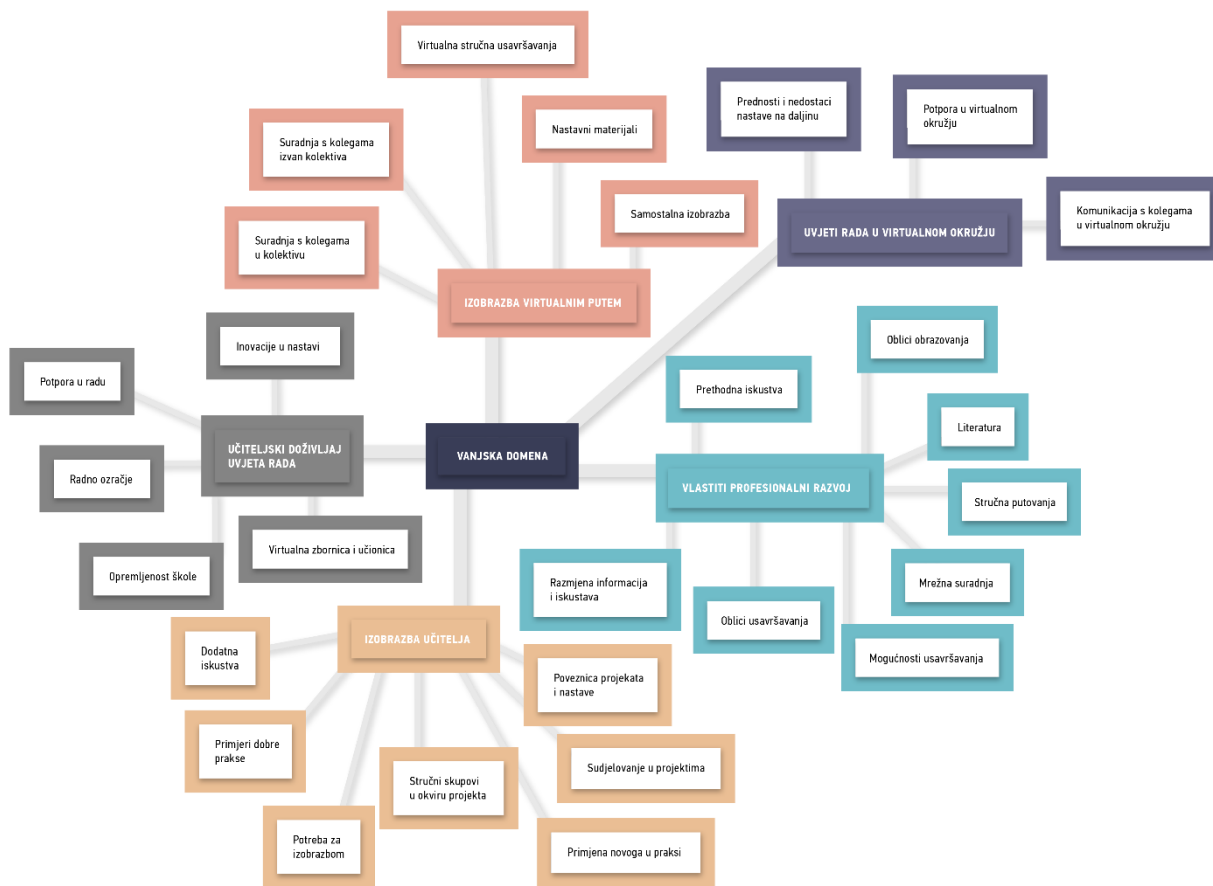 Virtualna stručna usavršavanja
Prednosti i nedostaci
nastave na daljinu
Potpora u virtualnom
okružju
Nastavni materijali
Suradnja s kolegama
izvan kolektiva
Samostalna izobrazba
Komunikacija s kolegama
u virtualnom okružju
UVJETI RADA U VIRTUALNOM OKRUŽJU
Suradnja s kolegama
u kolektivu
IZOBRAZBA VIRTUALNIM PUTEM
Inovacije u nastavi
Oblici obrazovanja
Potpora u radu
Prethodna iskustva
Literatura
UČITELJSKI DOŽIVLJAJ
UVJETA RADA
VANJSKA DOMENA
VLASTITI PROFESIONALNI RAZVOJ
Radno ozračje
Stručna putovanja
Virtualna zbornica i učionica
Opremljenost škole
Razmjena informacija
i iskustava
Mrežna suradnja
Oblici usavršavanja
IZOBRAZBA UČITELJA
Mogućnosti usavršavanja
Dodatna
iskustva
Poveznica projekata
i nastave
Primjeri dobre
prakse
Stručni skupovi
u okviru projekta
Sudjelovanje u projektima
Potreba za
izobrazbom
Primjena novoga u praksi